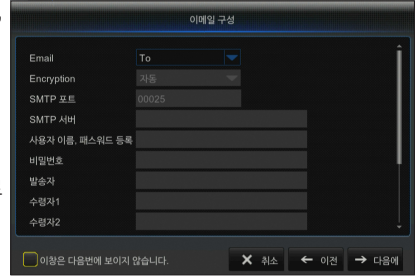 이메일 구성
Email To
Encryption 자동
SMTP 포트 00025
SMTP 서버
사용자 이름, 패스워드 등록
비밀번호
발송자
수령자1
수령자2
이창은 다음번에 보이지 않습니다. 취소 이전 다음에